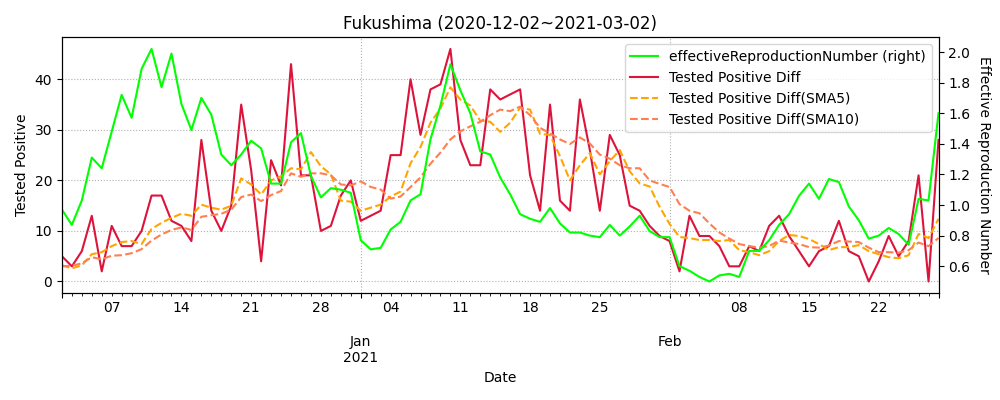 Fukushima (2020-12-02~2021-03-02)
effectiveReproductionNumber (right)
Tested Positive Diff
Tested Positive Diff(SMA5)
Tested Positive Diff(SMA10)
Tested Positive
40
30
20
10
0
2.0
1.8
1.6
1.4
1.2
1.0
0.8
0.6
Effective Reproduction Number
07 14 21 28 04 11 18 25 08 15 22
Jan Feb
2021
Date